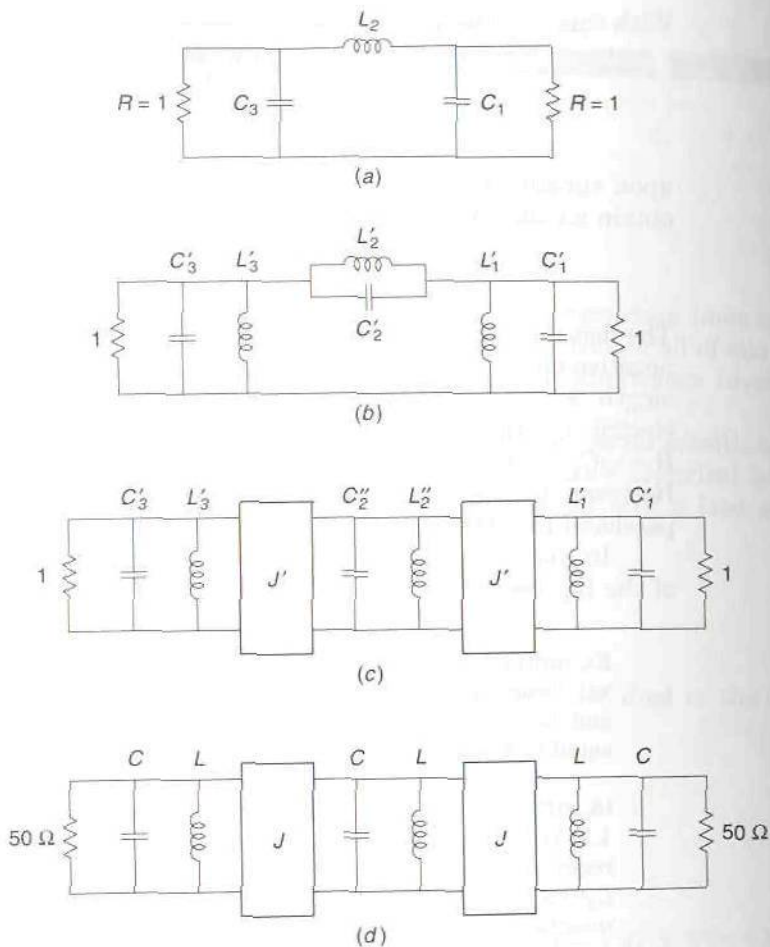 L₂
R = 1 C₃ C₁ R = 1
(a)
L′₂
C′₃ L′₃ L′₁ C′₁
1 C′₂ 1
(b)
C′₃ L′₃ C″₂ L″₂ L′₁ C′₁
1 J′ J′ 1
(c)
C L C L L C
50 Ω J J 50 Ω
(d)